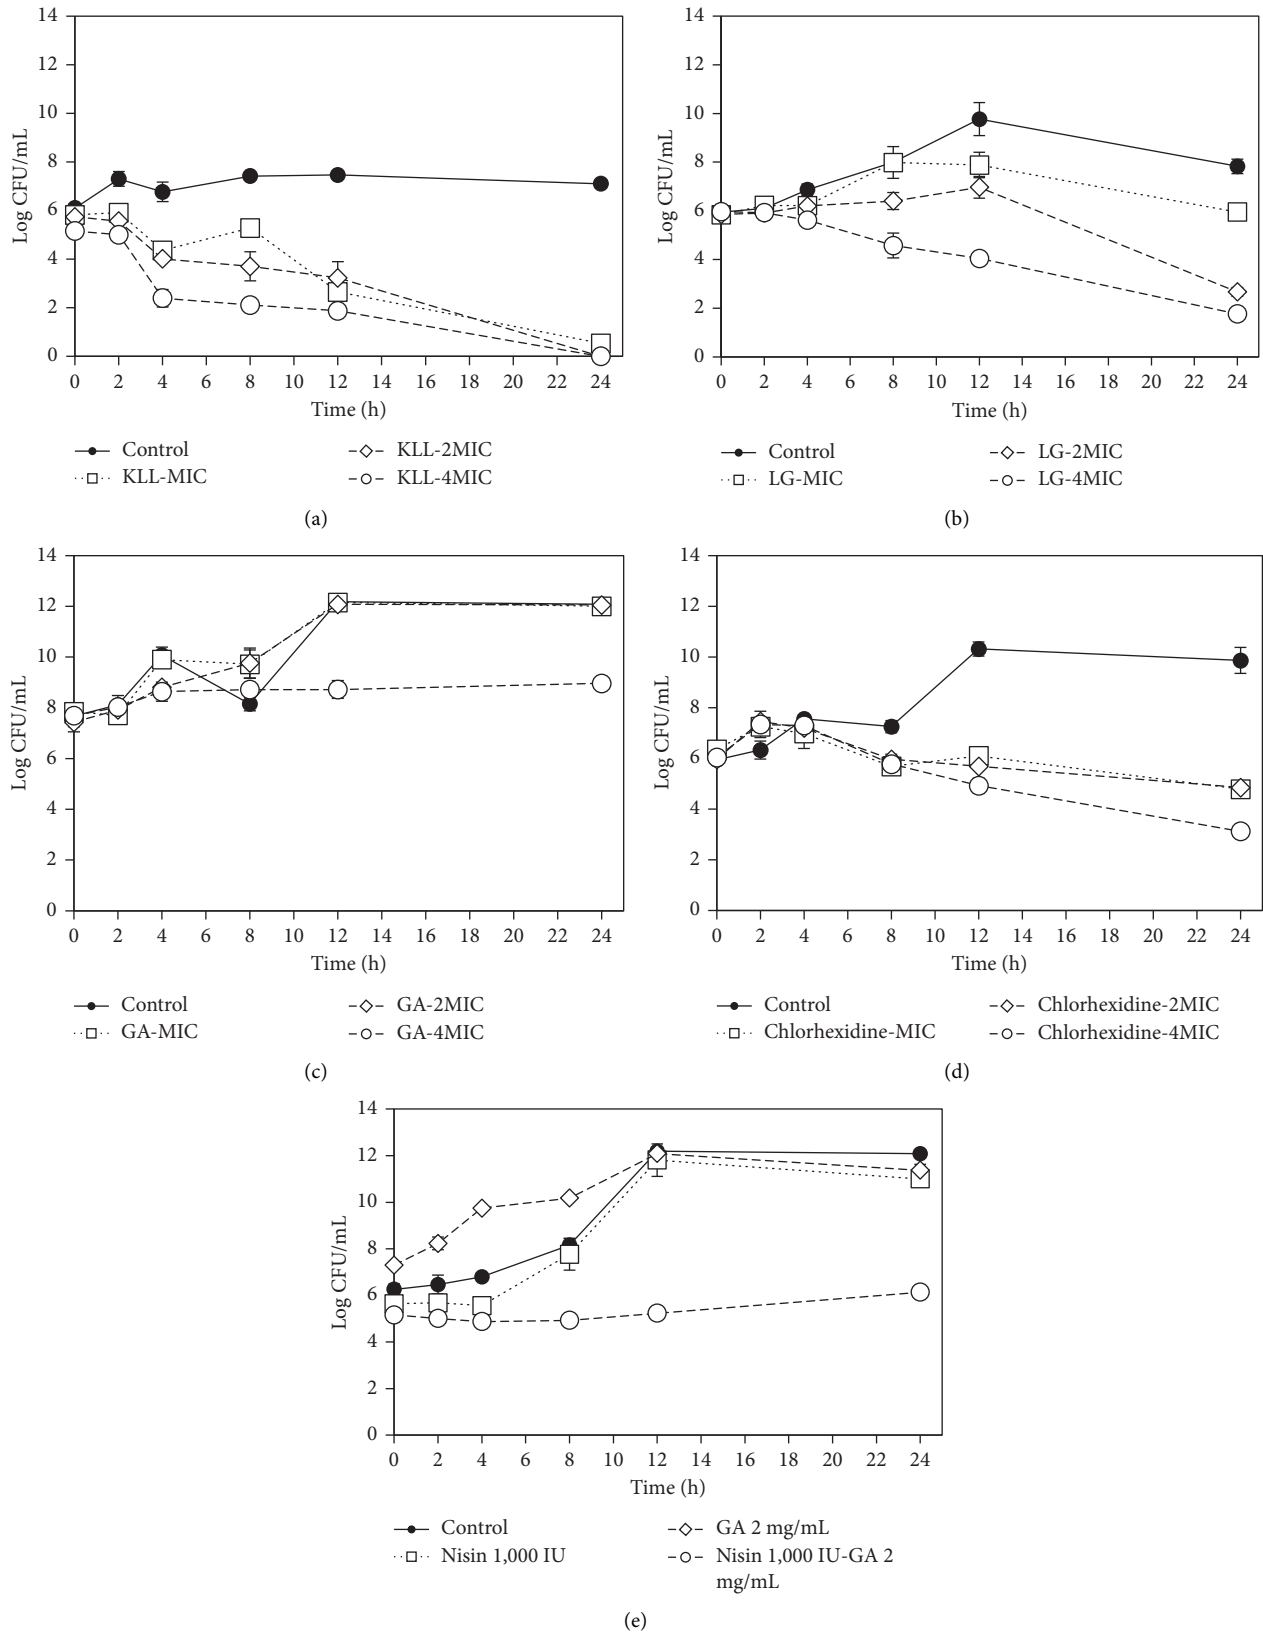 14
12
10
8
6
4
2
0
Log CFU/mL
0 2 4 6 8 10 12 14 16 18 20 22 24
Time (h)
Control
KLL-MIC
KLL-2MIC
KLL-4MIC
(a)
14
12
10
8
6
4
2
0
Log CFU/mL
0 2 4 6 8 10 12 14 16 18 20 22 24
Time (h)
Control
LG-MIC
LG-2MIC
LG-4MIC
(b)
14
12
10
8
6
4
2
0
Log CFU/mL
0 2 4 6 8 10 12 14 16 18 20 22 24
Time (h)
Control
GA-MIC
GA-2MIC
GA-4MIC
(c)
14
12
10
8
6
4
2
0
Log CFU/mL
0 2 4 6 8 10 12 14 16 18 20 22 24
Time (h)
Control
Chlorhexidine-MIC
Chlorhexidine-2MIC
Chlorhexidine-4MIC
(d)
14
12
10
8
6
4
2
0
Log CFU/mL
0 2 4 6 8 10 12 14 16 18 20 22 24
Time (h)
Control
Nisin 1,000 IU
GA 2 mg/mL
Nisin 1,000 IU-GA 2
mg/mL
(e)